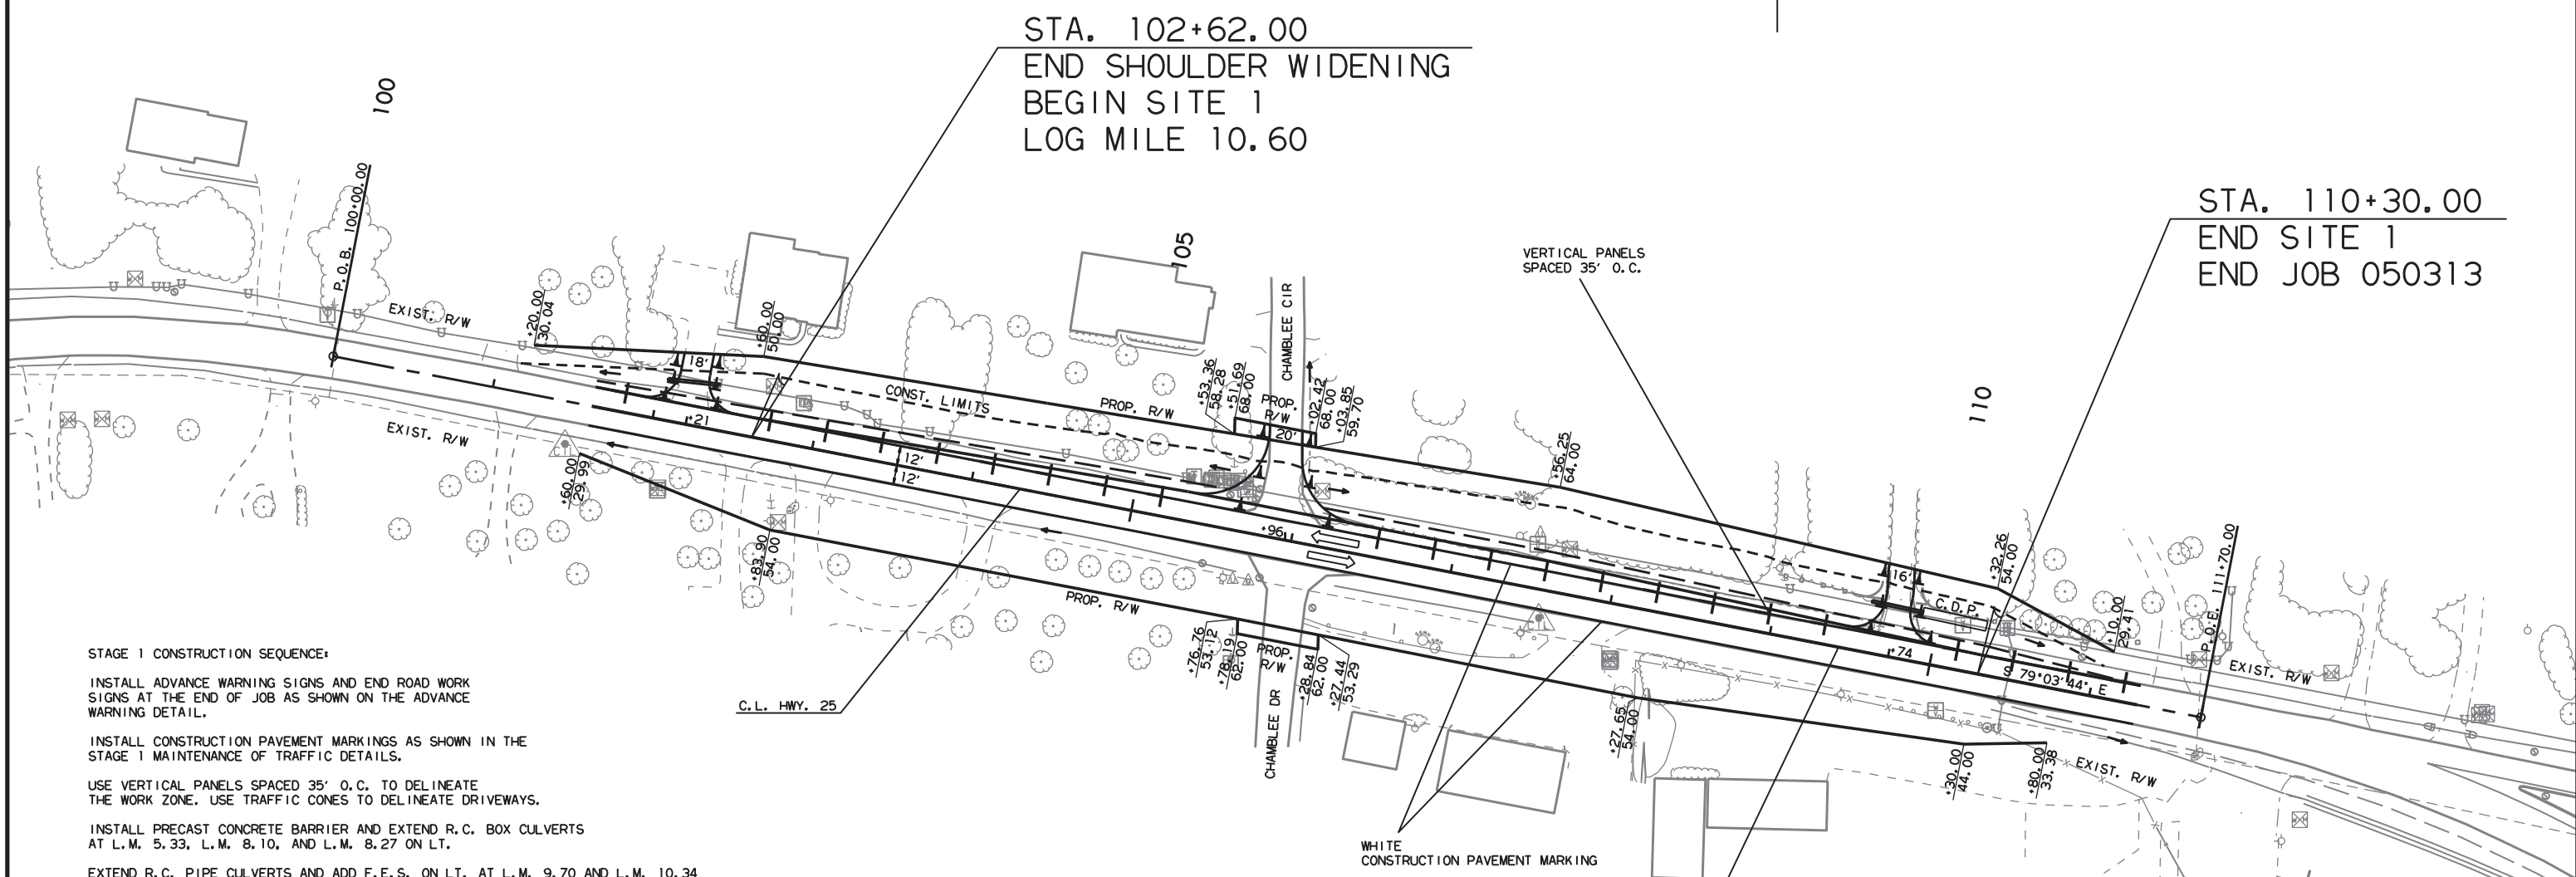 STA. 102+62.00
END SHOULDER WIDENING
BEGIN SITE 1
LOG MILE 10.60
STA. 110+30.00
END SITE 1
END JOB 050313
100
105
110
P.O.B. 100+00.00
EXIST. R/W
+20.00
30.04
+60.00
50.00
18'
CONST. LIMITS
PROP. R/W
+53.36
58.28
+51.69
68.00
PROP.
R/W
20'
CHAMBLEE CIR
+02.42
68.00
+03.85
59.70
VERTICAL PANELS
SPACED 35' O.C.
+56.25
64.00
16'
C.D.P.
+32.26
54.00
+10.00
29.41
P.O.E. 11+70.00
EXIST. R/W
EXIST. R/W
+21
12'
12'
+96
+74
S 79°03'44" E
CTL
+60.00
29.99
+83.90
54.00
PROP. R/W
+76.76
53.12
+78.19
62.00
PROP.
R/W
+28.84
62.00
+27.44
53.29
CHAMBLEE DR
CTL
+27.65
54.00
+30.00
44.00
+80.00
33.38
EXIST. R/W
C.L. HWY. 25
WHITE
CONSTRUCTION PAVEMENT MARKING
STAGE 1 CONSTRUCTION SEQUENCE:
INSTALL ADVANCE WARNING SIGNS AND END ROAD WORK
SIGNS AT THE END OF JOB AS SHOWN ON THE ADVANCE
WARNING DETAIL.
INSTALL CONSTRUCTION PAVEMENT MARKINGS AS SHOWN IN THE
STAGE 1 MAINTENANCE OF TRAFFIC DETAILS.
USE VERTICAL PANELS SPACED 35' O.C. TO DELINEATE
THE WORK ZONE. USE TRAFFIC CONES TO DELINEATE DRIVEWAYS.
INSTALL PRECAST CONCRETE BARRIER AND EXTEND R.C. BOX CULVERTS
AT L.M. 5.33, L.M. 8.10, AND L.M. 8.27 ON LT.
EXTEND R.C. PIPE CULVERTS AND ADD F.E.S. ON LT. AT L.M. 9.70 AND L.M. 10.34